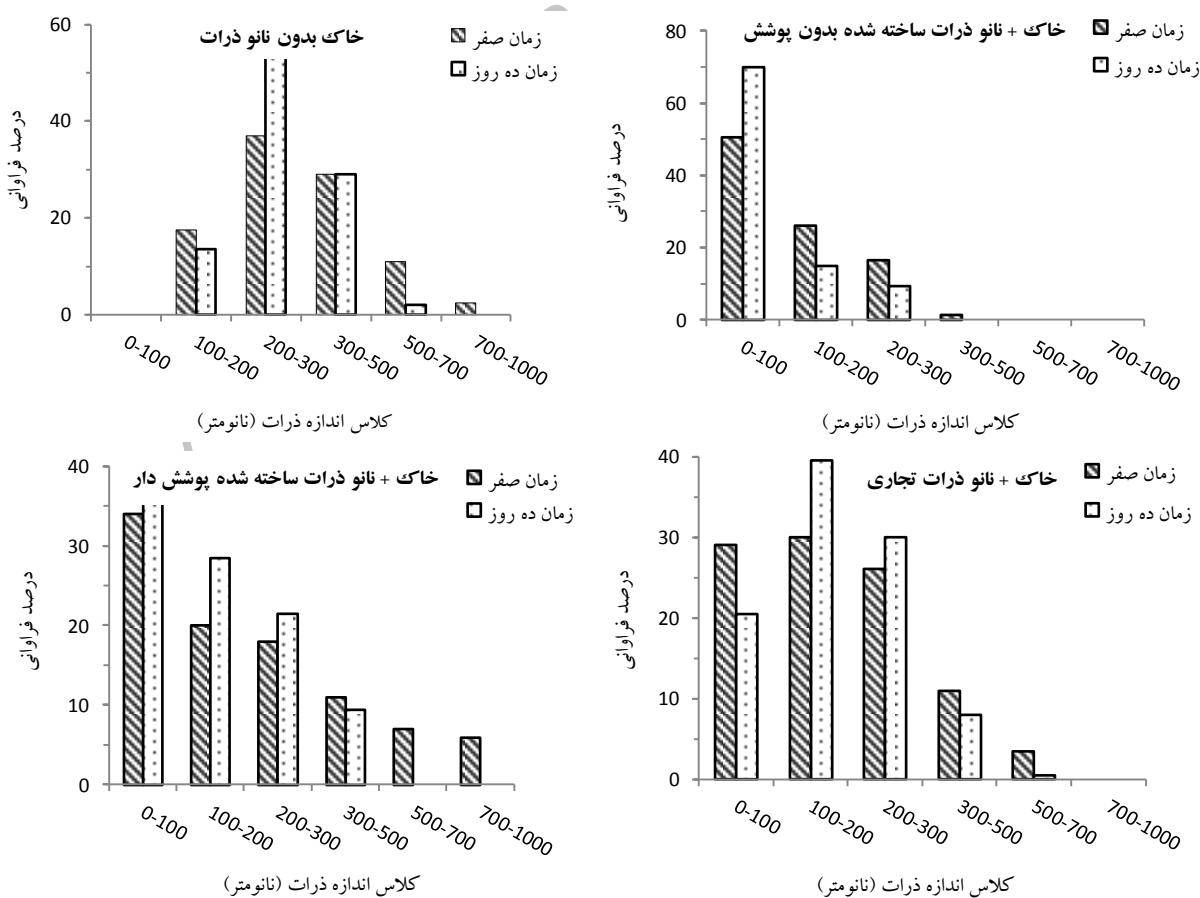 خاک بدون نانو ذرات
زمان صفر
زمان ده روز
درصد فراوانی
60
40
20
0
0-100
100-200
200-300
300-500
500-700
700-1000
کلاس اندازه ذرات (نانومتر)
خاک + نانو ذرات ساخته شده بدون پوشش
زمان صفر
زمان ده روز
درصد فراوانی
80
60
40
20
0
0-100
100-200
200-300
300-500
500-700
700-1000
کلاس اندازه ذرات (نانومتر)
خاک + نانو ذرات ساخته شده پوشش دار
زمان صفر
زمان ده روز
درصد فراوانی
40
30
20
10
0
0-100
100-200
200-300
300-500
500-700
700-1000
کلاس اندازه ذرات (نانومتر)
خاک + نانو ذرات تجاری
زمان صفر
زمان ده روز
درصد فراوانی
40
30
20
10
0
0-100
100-200
200-300
300-500
500-700
700-1000
کلاس اندازه ذرات (نانومتر)